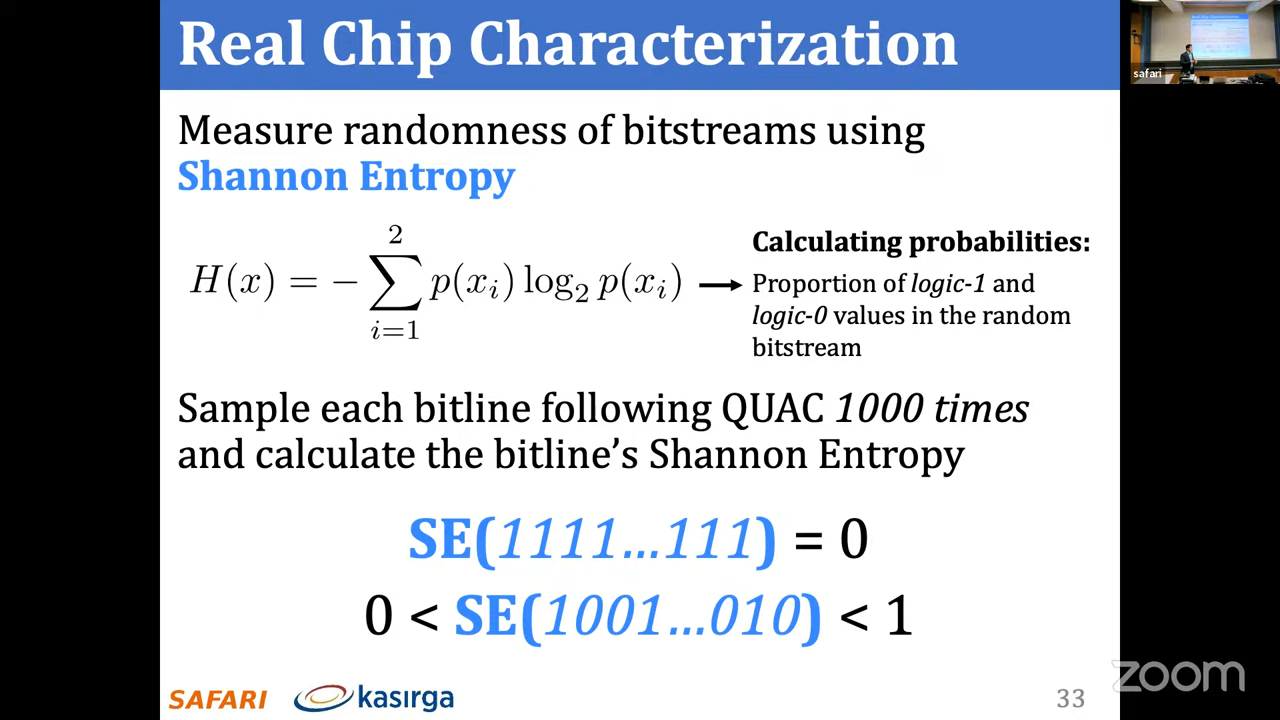 Real Chip Characterization
safari
Measure randomness of bitstreams using
Shannon Entropy
H(x) = − ∑_{i=1}^{2} p(x_i) log_2 p(x_i)
Calculating probabilities:
Proportion of logic-1 and
logic-0 values in the random
bitstream
Sample each bitline following QUAC 1000 times
and calculate the bitline’s Shannon Entropy
SE(1111...111) = 0
0 < SE(1001...010) < 1
SAFARI
kasırga
33
zoom